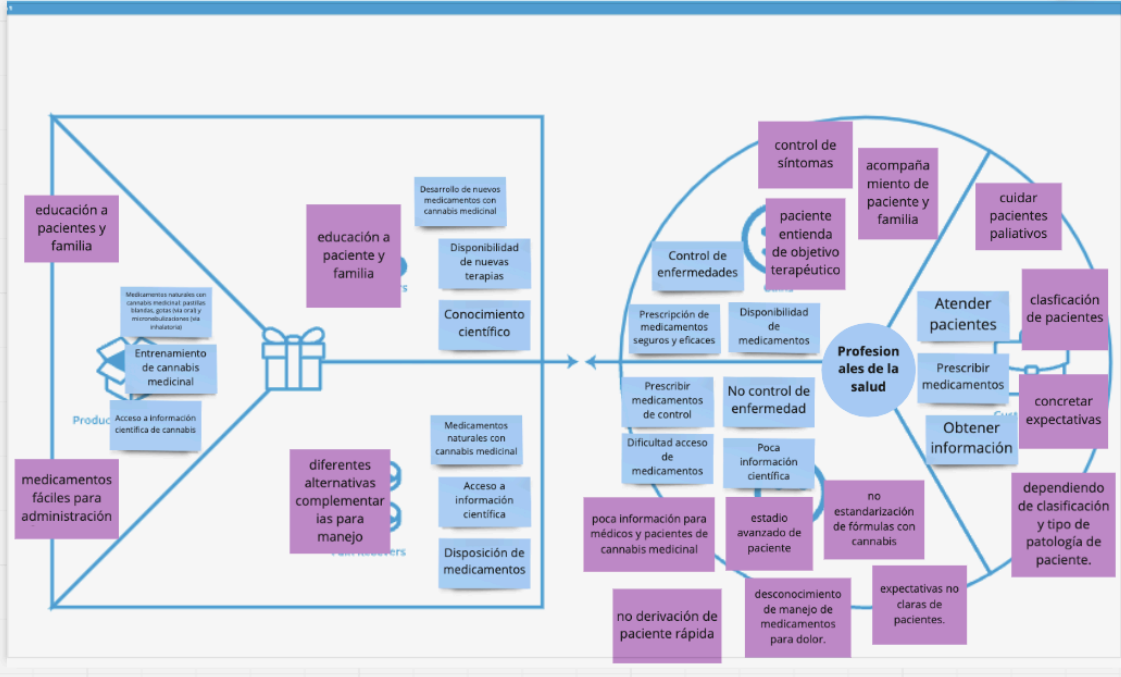 educación a
pacientes y
familia
Medicamentos naturales con
cannabis medicinal: pastillas
blandas, gotas (vía oral) y
micronebulizaciones (vía
inhalatoria)
Entrenamiento
de cannabis
medicinal
Produc
Acceso a información
científica de cannabis
medicamentos
fáciles para
administración
educación a
paciente y
familia
rs
Desarrollo de nuevos
medicamentos con
cannabis medicinal
Disponibilidad
de nuevas
terapias
Conocimiento
científico
diferentes
alternativas
complementar
ias para
manejo
Medicamentos
naturales con
cannabis medicinal
Acceso a
información
científica
Disposición de
medicamentos
control de
síntomas
acompaña
miento de
paciente y
familia
paciente
entienda
de objetivo
terapéutico
Control de
enfermedades
Prescripción de
medicamentos
seguros y eficaces
Disponibilidad
de
medicamentos
Profesion
ales de la
salud
cuidar
pacientes
paliativos
Atender
pacientes
clasficación
de pacientes
Prescribir
medicamentos
concretar
expectativas
Obtener
información
dependiendo
de clasificación
y tipo de
patología de
paciente.
Prescribir
medicamentos
de control
No control de
enfermedad
Dificultad acceso
de
medicamentos
Poca
información
científica
poca información para
médicos y pacientes de
cannabis medicinal
estadio
avanzado de
paciente
no
estandarización
de fórmulas con
cannabis
no derivación de
paciente rápida
desconocimiento
de manejo de
medicamentos
para dolor.
expectativas no
claras de
pacientes.